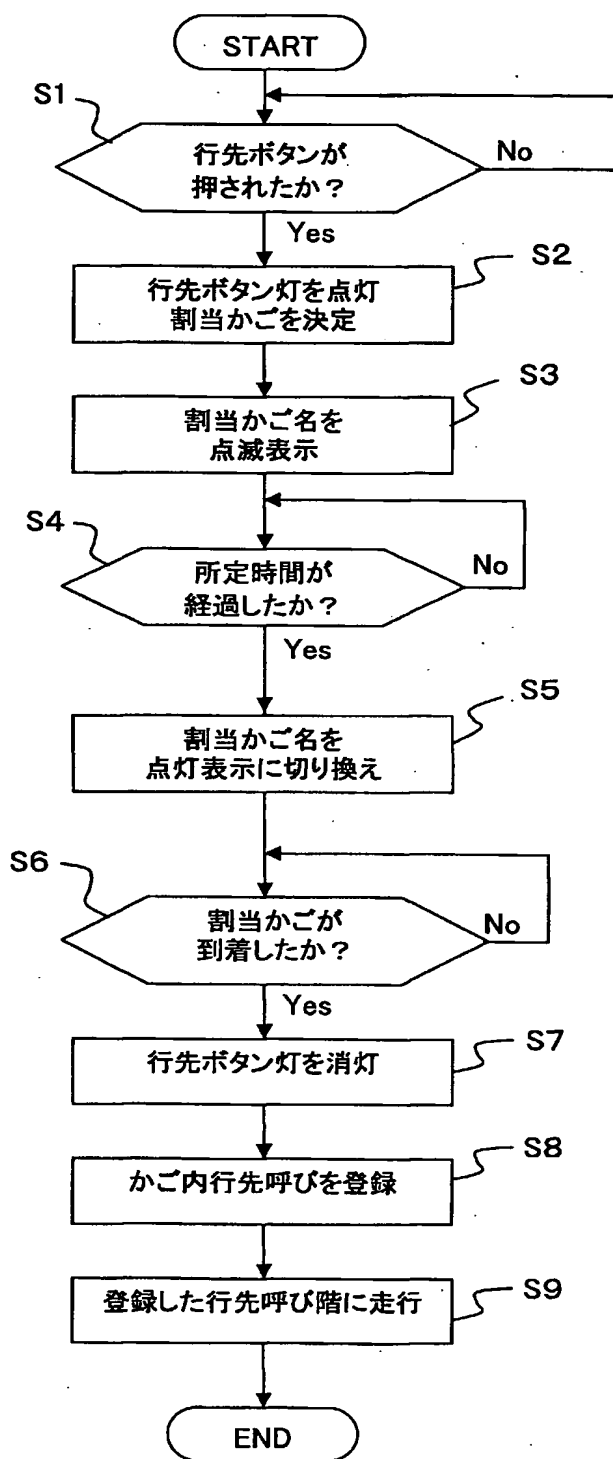 START
S1
行先ボタンが
押されたか？
No
Yes
S2
行先ボタン灯を点灯
割当かごを決定
S3
割当かご名を
点滅表示
S4
所定時間が
経過したか？
No
Yes
S5
割当かご名を
点灯表示に切り換え
S6
割当かごが
到着したか？
No
Yes
S7
行先ボタン灯を消灯
S8
かご内行先呼びを登録
S9
登録した行先呼び階に走行
END